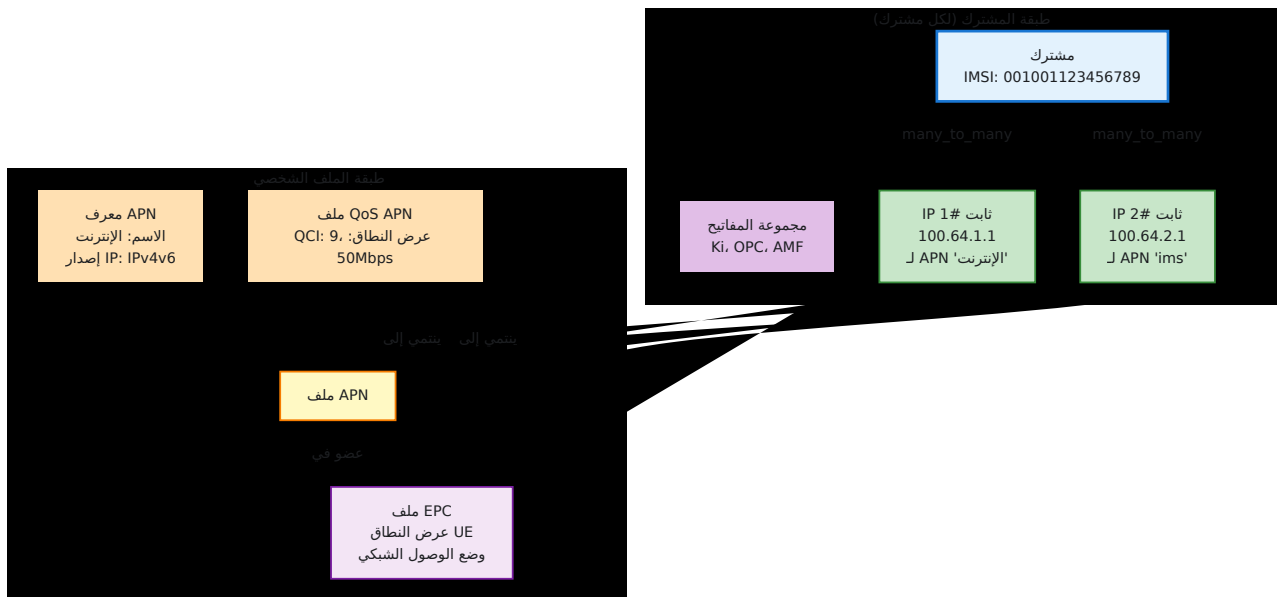 طبقة المشترك (لكل مشترك)
مشترك
IMSI: 001001123456789
many_to_many
many_to_many
طبقة الملف الشخصي
معرف APN
الاسم: الإنترنت
إصدار IP: IPv4v6
ملف QoS APN
QCI: 9، عرض النطاق:
50Mbps
مجموعة المفاتيح
Ki، OPC، AMF
IP ثابت #1
100.64.1.1
لـ APN 'الإنترنت'
IP ثابت #2
100.64.2.1
لـ APN 'ims'
ينتمي إلى
ينتمي إلى
ملف APN
عضو في
ملف EPC
عرض النطاق UE
وضع الوصول الشبكي